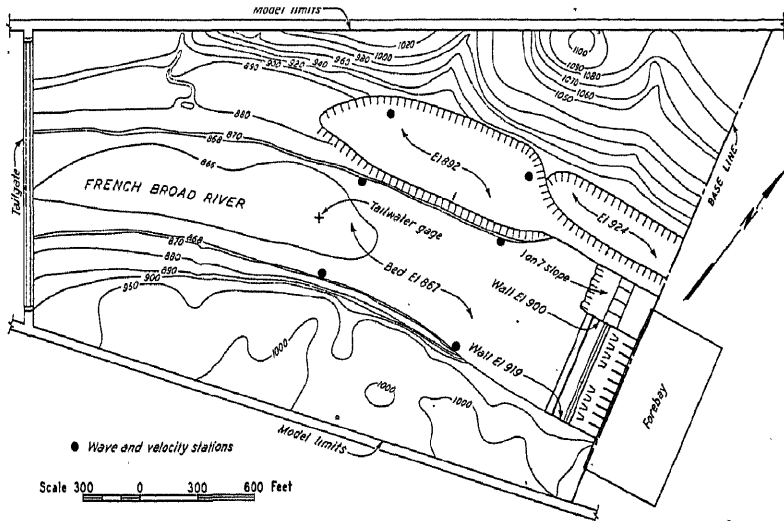 Model limits
1020
1000
980
960
940
920
900
890
1100
1090
1080
1070
1060
1050
880
870
868
865
El 892
El 924
BASE LINE
Tailgate
FRENCH BROAD RIVER
Tailwater gage
1 on 7 slope
Wall El 900
Bed El 867
870
868
880
890
900
950
Wall El 919
1000
1000
1000
Forebay
Model limits
Wave and velocity stations
Scale 300 0 300 600 Feet